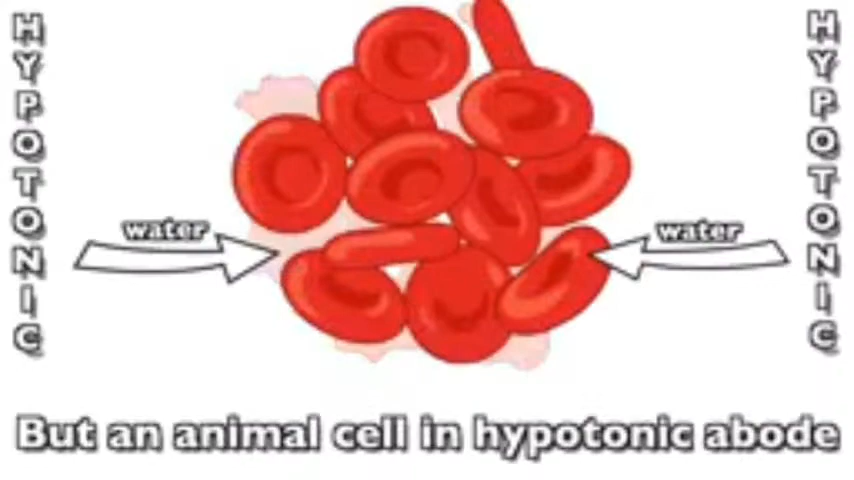 HYPOTONIC
HYPOTONIC
water
water
But an animal cell in hypotonic abode